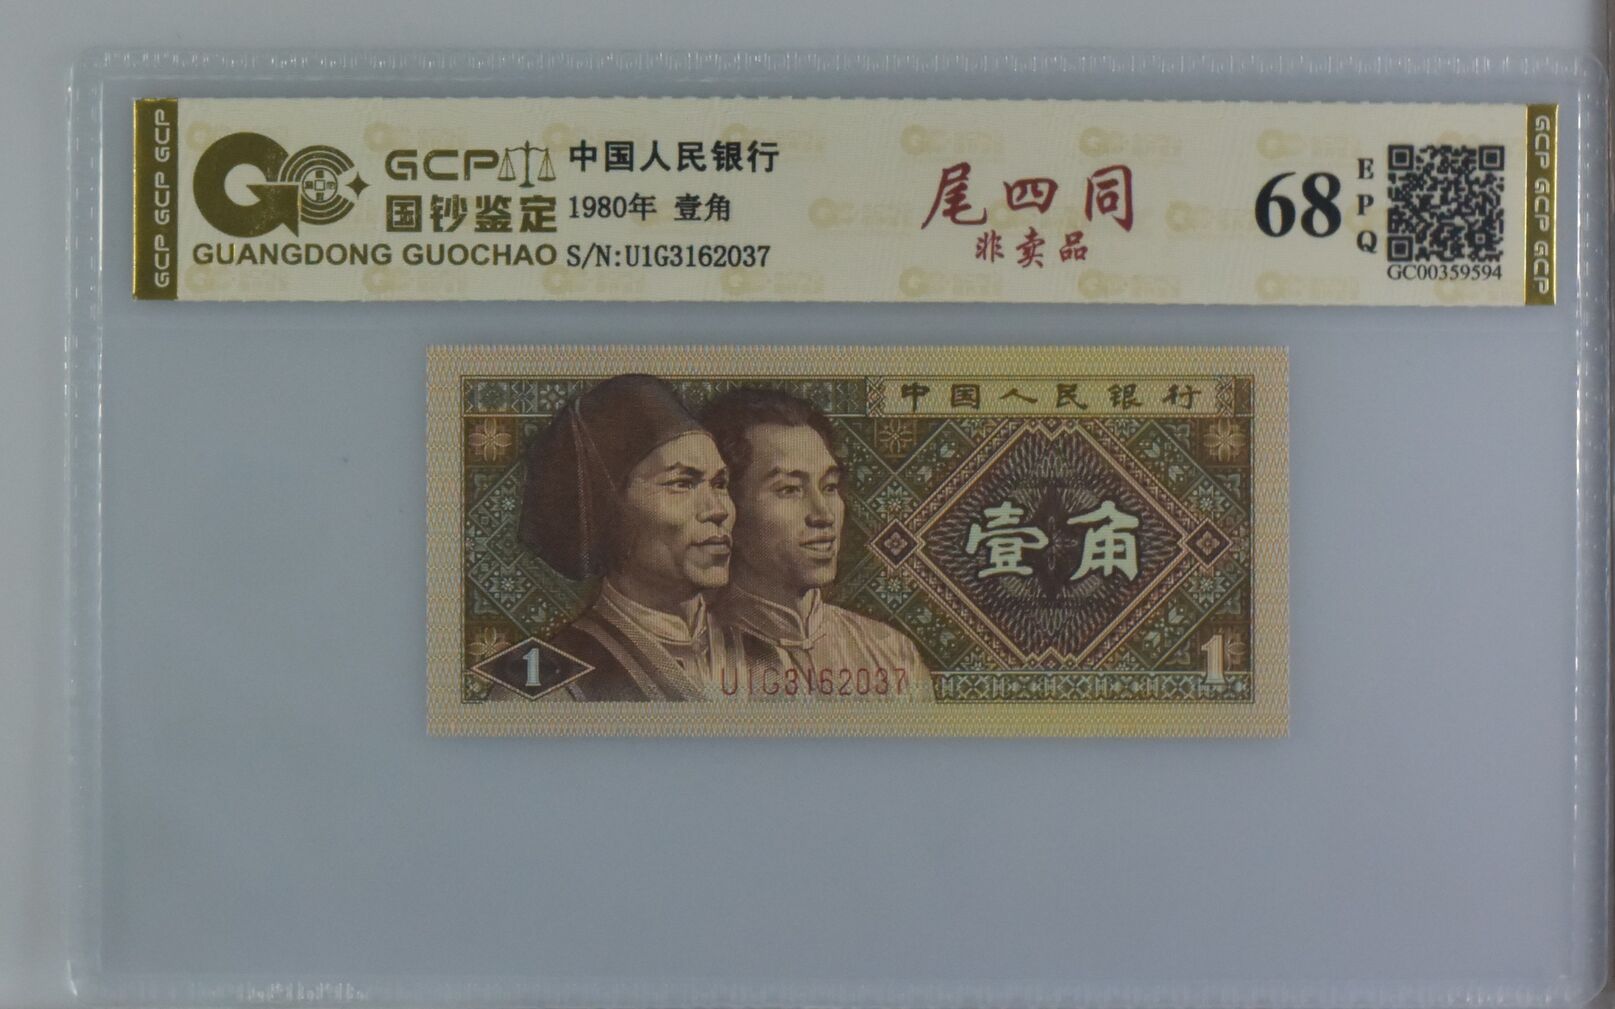 GCP GCP GCP
GCP
国钞鉴定
GUANGDONG GUOCHAO
中国人民银行
1980年 壹角
S/N:U1G3162037
尾四同
非卖品
68
EPQ
GC00359594
GCP GCP GCP
中国人民银行
壹角
1
U1G3162037
1